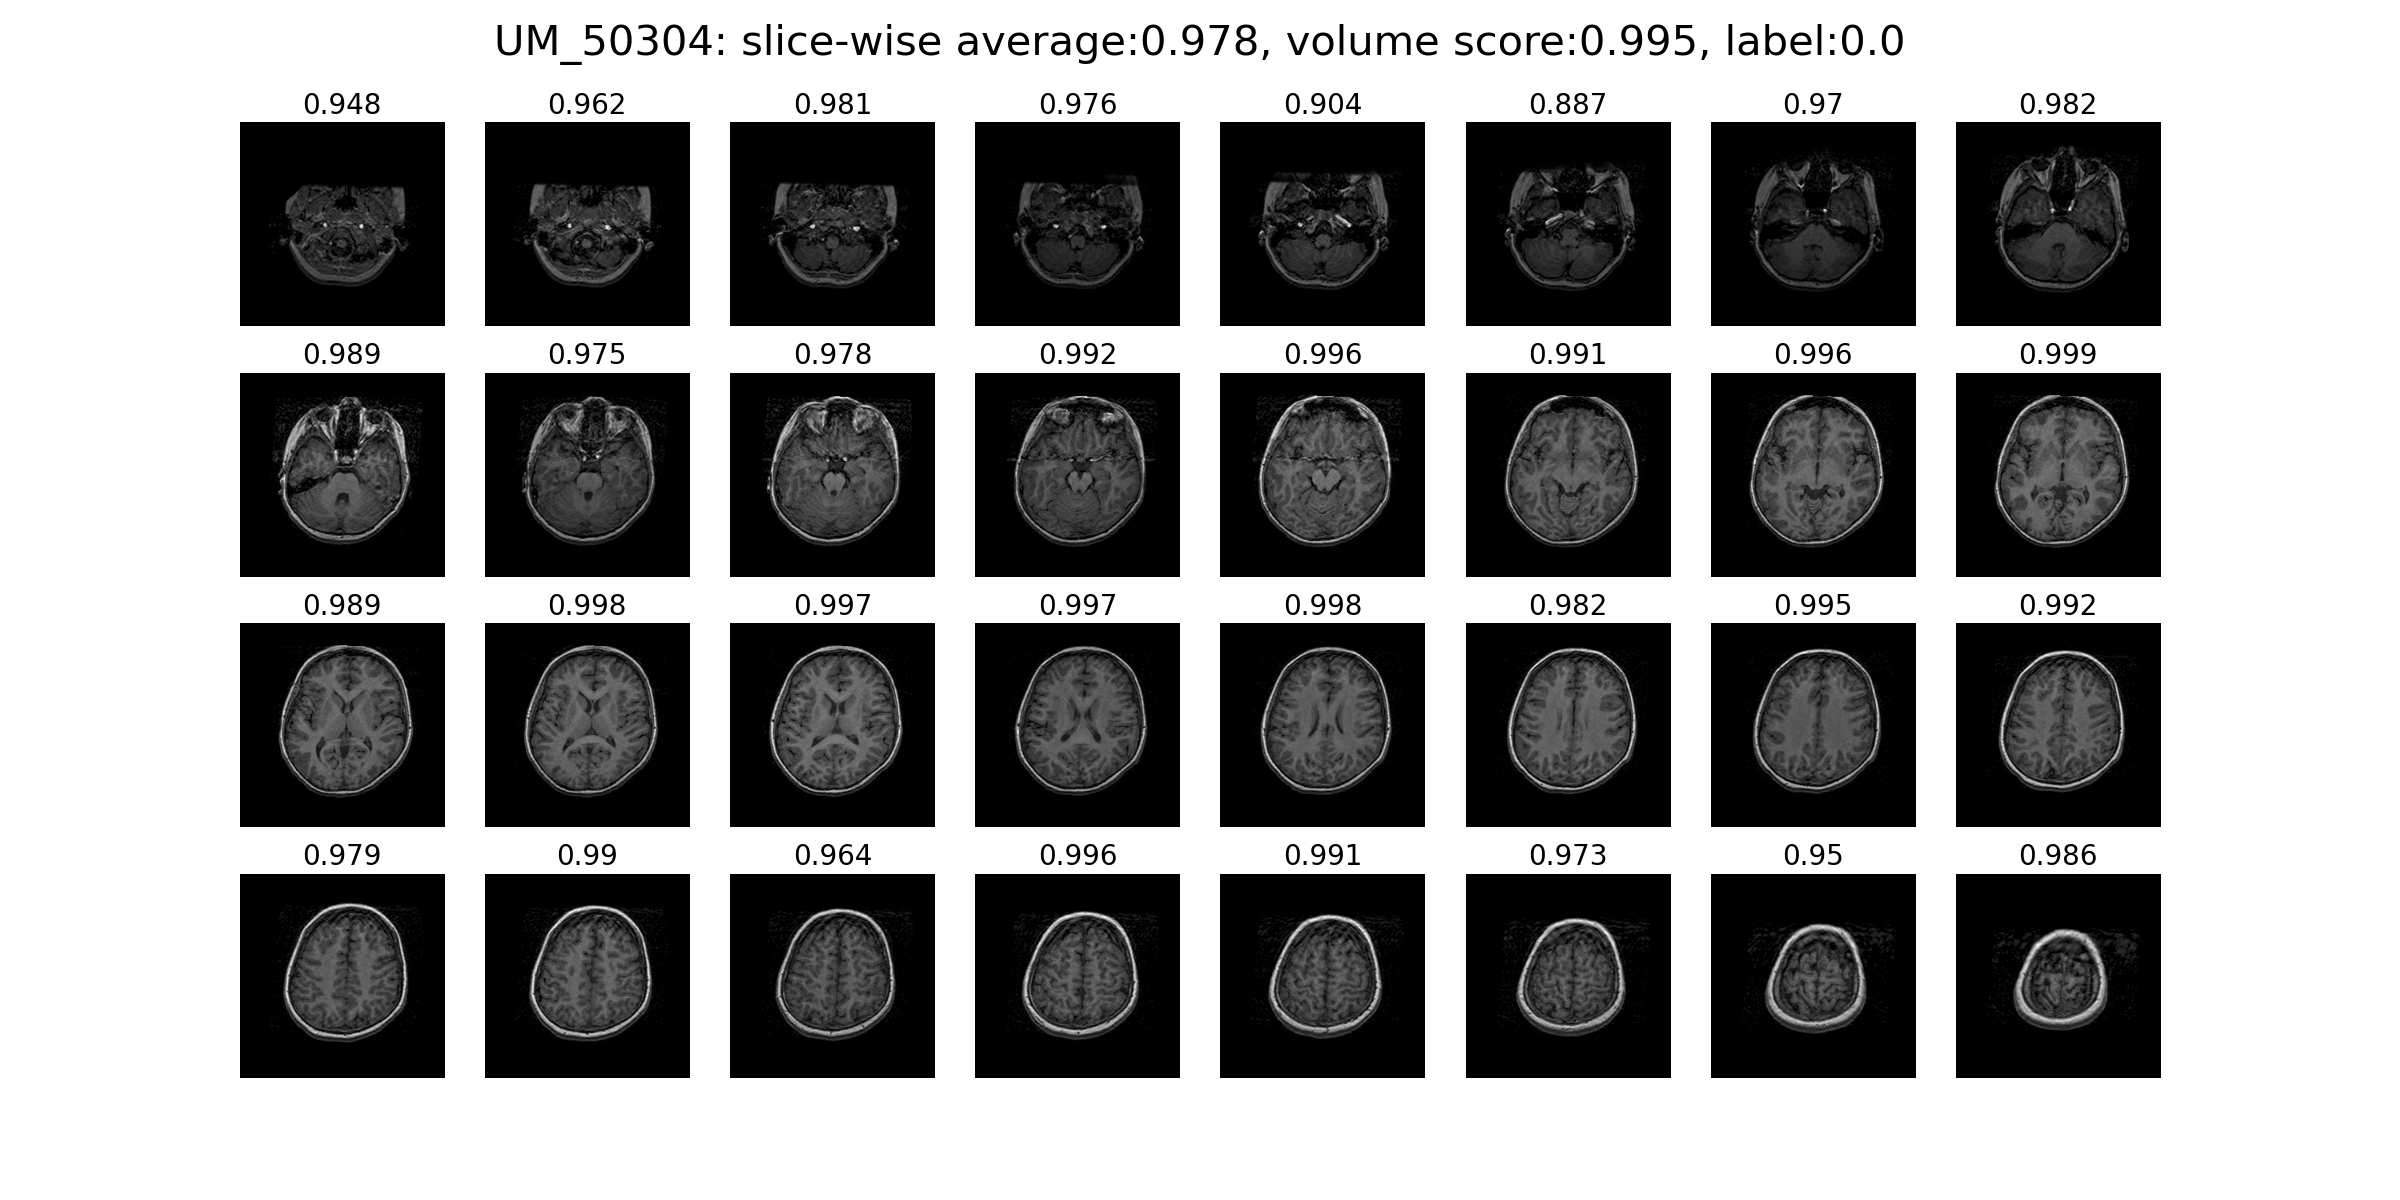 UM_50304: slice-wise average:0.978, volume score:0.995, label:0.0
0.948 0.962 0.981 0.976 0.904 0.887 0.97 0.982
0.989 0.975 0.978 0.992 0.996 0.991 0.996 0.999
0.989 0.998 0.997 0.997 0.998 0.982 0.995 0.992
0.979 0.99 0.964 0.996 0.991 0.973 0.95 0.986